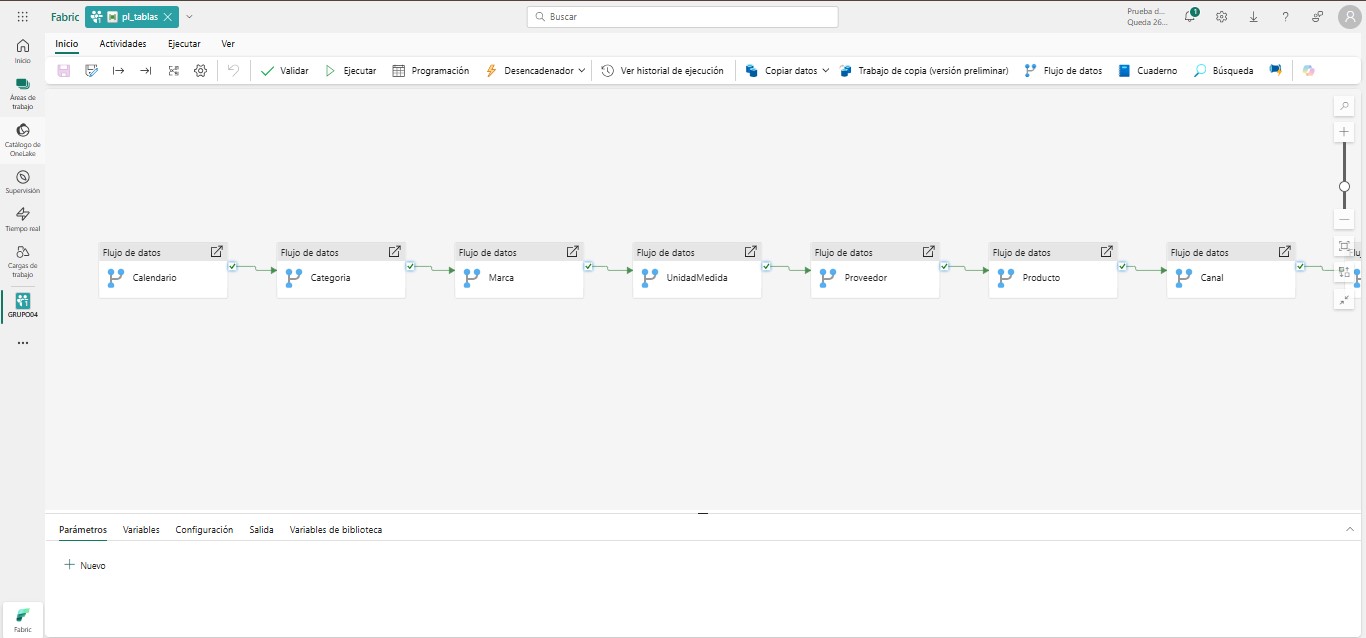 Fabric
pl_tablas
Buscar
Prueba d...
Queda 26...
1
Inicio
Actividades
Ejecutar
Ver
Validar
Ejecutar
Programación
Desencadenador
Ver historial de ejecución
Copiar datos
Trabajo de copia (versión preliminar)
Flujo de datos
Cuaderno
Búsqueda
Inicio
Áreas de
trabajo
Catálogo de
OneLake
Supervisión
Tiempo real
Cargas de
trabajo
GRUPO04
Fabric
Flujo de datos
Calendario
Flujo de datos
Categoria
Flujo de datos
Marca
Flujo de datos
UnidadMedida
Flujo de datos
Proveedor
Flujo de datos
Producto
Flujo de datos
Canal
Parámetros
Variables
Configuración
Salida
Variables de biblioteca
Nuevo